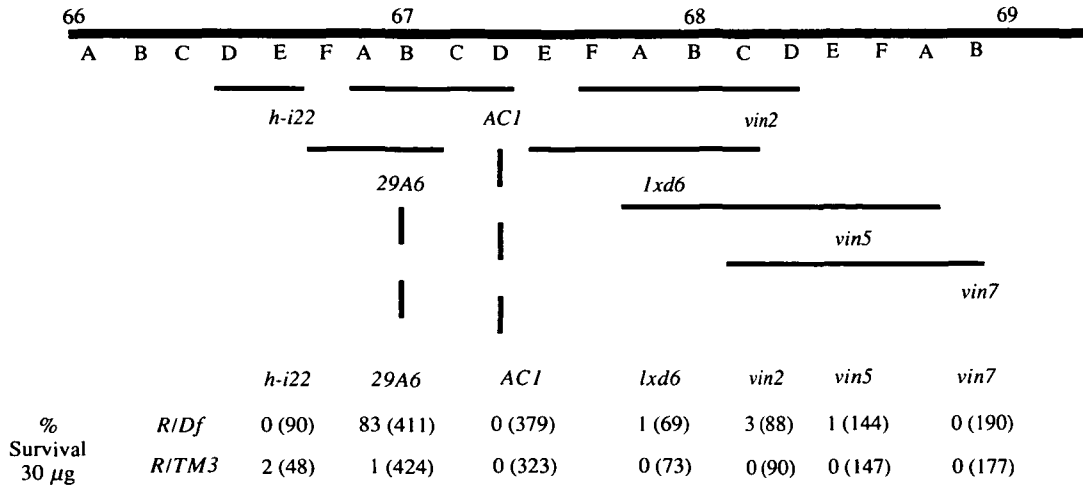 66 67 68 69
A B C D E F A B C D E F A B C D E F A B
h-i22 AC1 vin2
29A6 lxd6
vin5
vin7
h-i22 29A6 AC1 lxd6 vin2 vin5 vin7
% R/Df 0 (90) 83 (411) 0 (379) 1 (69) 3 (88) 1 (144) 0 (190)
Survival
30 µg R/TM3 2 (48) 1 (424) 0 (323) 0 (73) 0 (90) 0 (147) 0 (177)